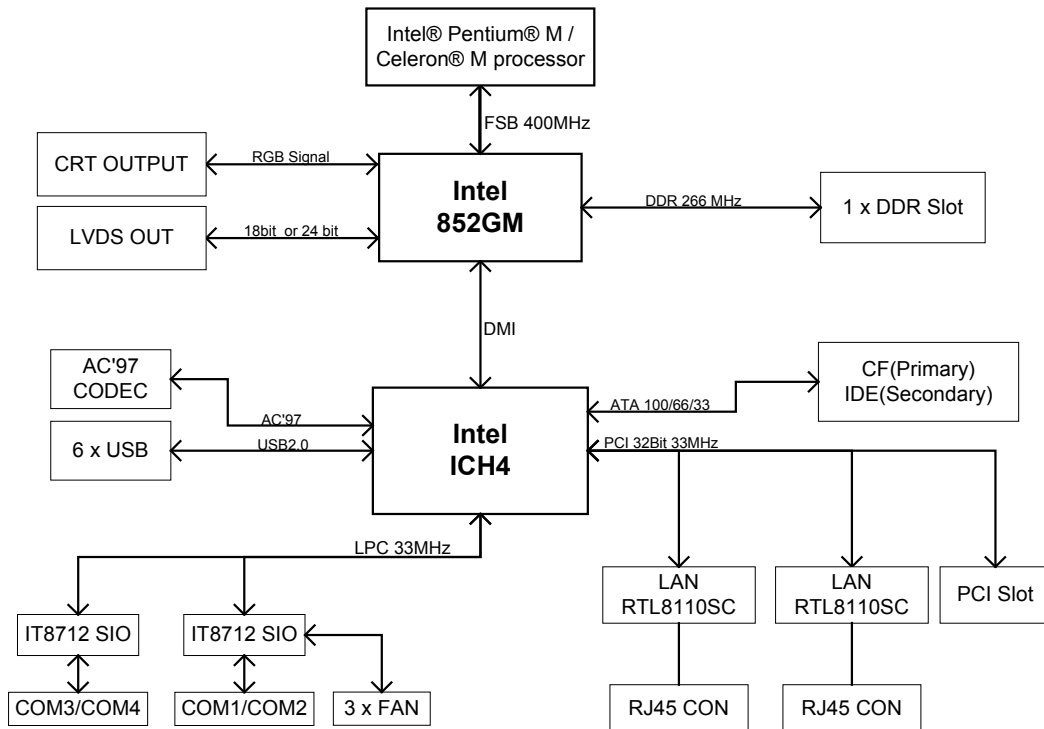 Intel® Pentium® M /
Celeron® M processor
FSB 400MHz
CRT OUTPUT
RGB Signal
Intel
852GM
DDR 266 MHz
1 x DDR Slot
LVDS OUT
18bit or 24 bit
DMI
AC'97
CODEC
AC'97
6 x USB
USB2.0
Intel
ICH4
ATA 100/66/33
CF(Primary)
IDE(Secondary)
PCI 32Bit 33MHz
LPC 33MHz
IT8712 SIO
IT8712 SIO
LAN
RTL8110SC
LAN
RTL8110SC
PCI Slot
COM3/COM4
COM1/COM2
3 x FAN
RJ45 CON
RJ45 CON